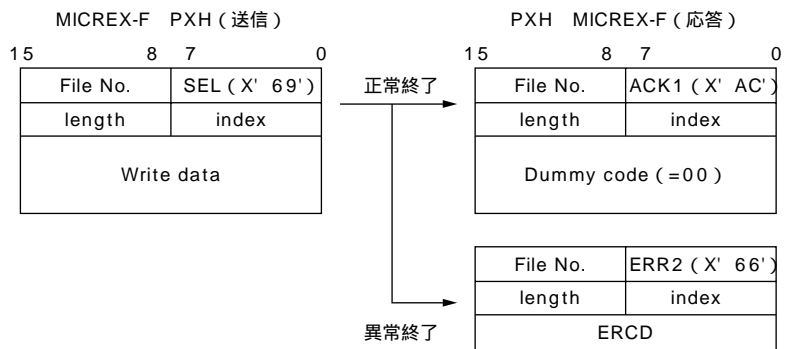 MICREX-F PXH（送信）
PXH MICREX-F（応答）
15 8 7 0
15 8 7 0
File No. SEL（X' 69'）
正常終了
File No. ACK1（X' AC'）
length index
length index
Write data
Dummy code（=00）
File No. ERR2（X' 66'）
length index
異常終了
ERCD